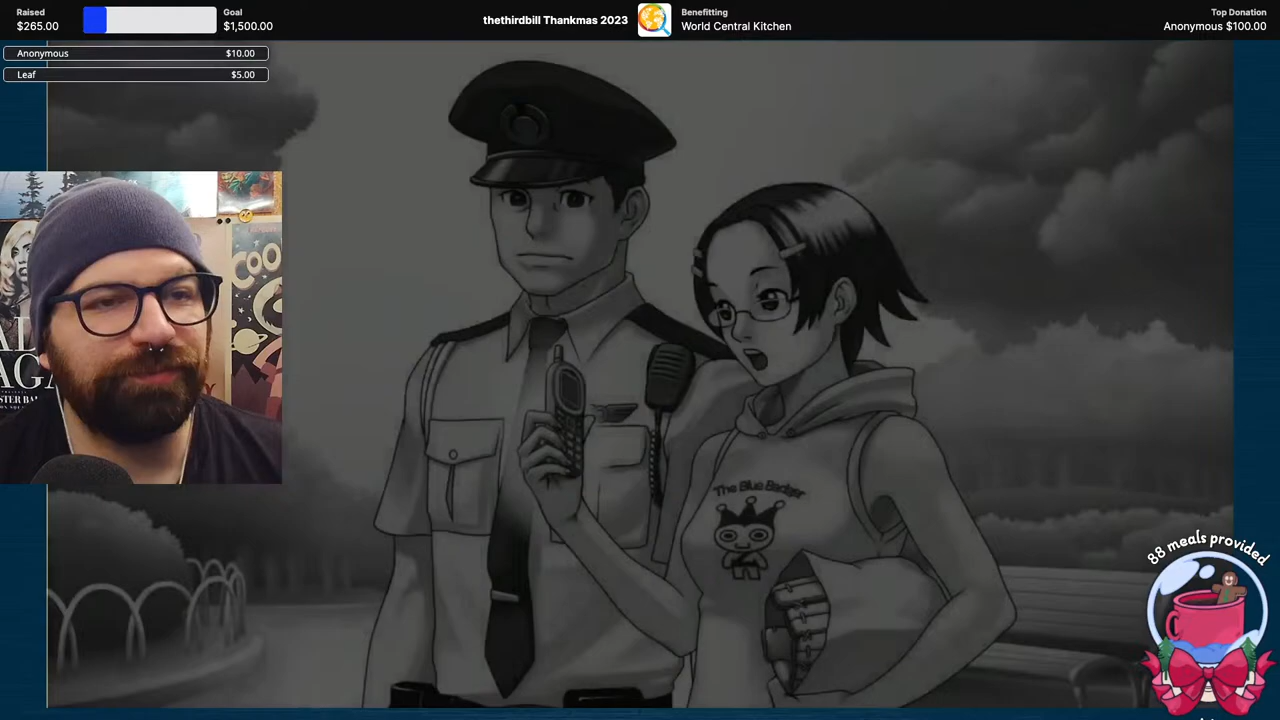 Raised
$265.00
Goal
$1,500.00
thethirdbill Thankmas 2023
Benefitting
World Central Kitchen
Top Donation
Anonymous $100.00
Anonymous $10.00
Leaf $5.00
COO
The Blue Badger
88 meals provided